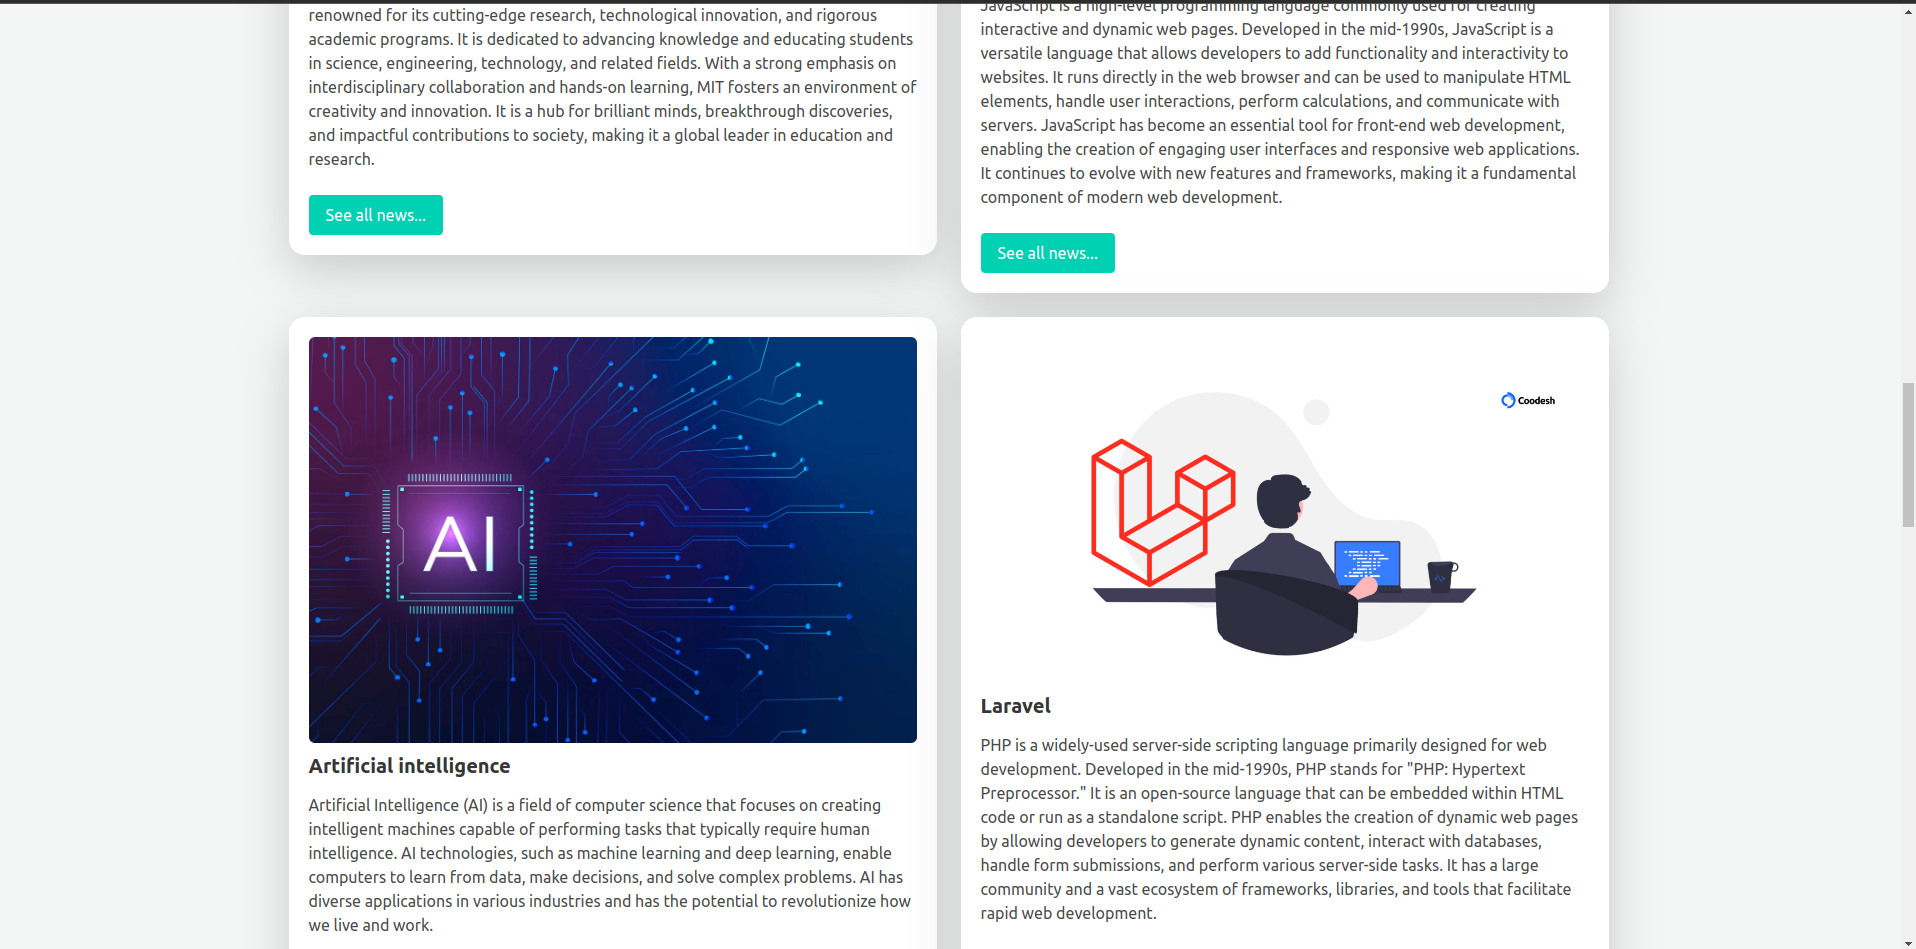 renowned for its cutting-edge research, technological innovation, and rigorous
academic programs. It is dedicated to advancing knowledge and educating students
in science, engineering, technology, and related fields. With a strong emphasis on
interdisciplinary collaboration and hands-on learning, MIT fosters an environment of
creativity and innovation. It is a hub for brilliant minds, breakthrough discoveries,
and impactful contributions to society, making it a global leader in education and
research.
See all news...
JavaScript is a high-level programming language commonly used for creating
interactive and dynamic web pages. Developed in the mid-1990s, JavaScript is a
versatile language that allows developers to add functionality and interactivity to
websites. It runs directly in the web browser and can be used to manipulate HTML
elements, handle user interactions, perform calculations, and communicate with
servers. JavaScript has become an essential tool for front-end web development,
enabling the creation of engaging user interfaces and responsive web applications.
It continues to evolve with new features and frameworks, making it a fundamental
component of modern web development.
See all news...
AI
Artificial intelligence
Artificial Intelligence (AI) is a field of computer science that focuses on creating
intelligent machines capable of performing tasks that typically require human
intelligence. AI technologies, such as machine learning and deep learning, enable
computers to learn from data, make decisions, and solve complex problems. AI has
diverse applications in various industries and has the potential to revolutionize how
we live and work.
Coodesh
Laravel
PHP is a widely-used server-side scripting language primarily designed for web
development. Developed in the mid-1990s, PHP stands for "PHP: Hypertext
Preprocessor." It is an open-source language that can be embedded within HTML
code or run as a standalone script. PHP enables the creation of dynamic web pages
by allowing developers to generate dynamic content, interact with databases,
handle form submissions, and perform various server-side tasks. It has a large
community and a vast ecosystem of frameworks, libraries, and tools that facilitate
rapid web development.